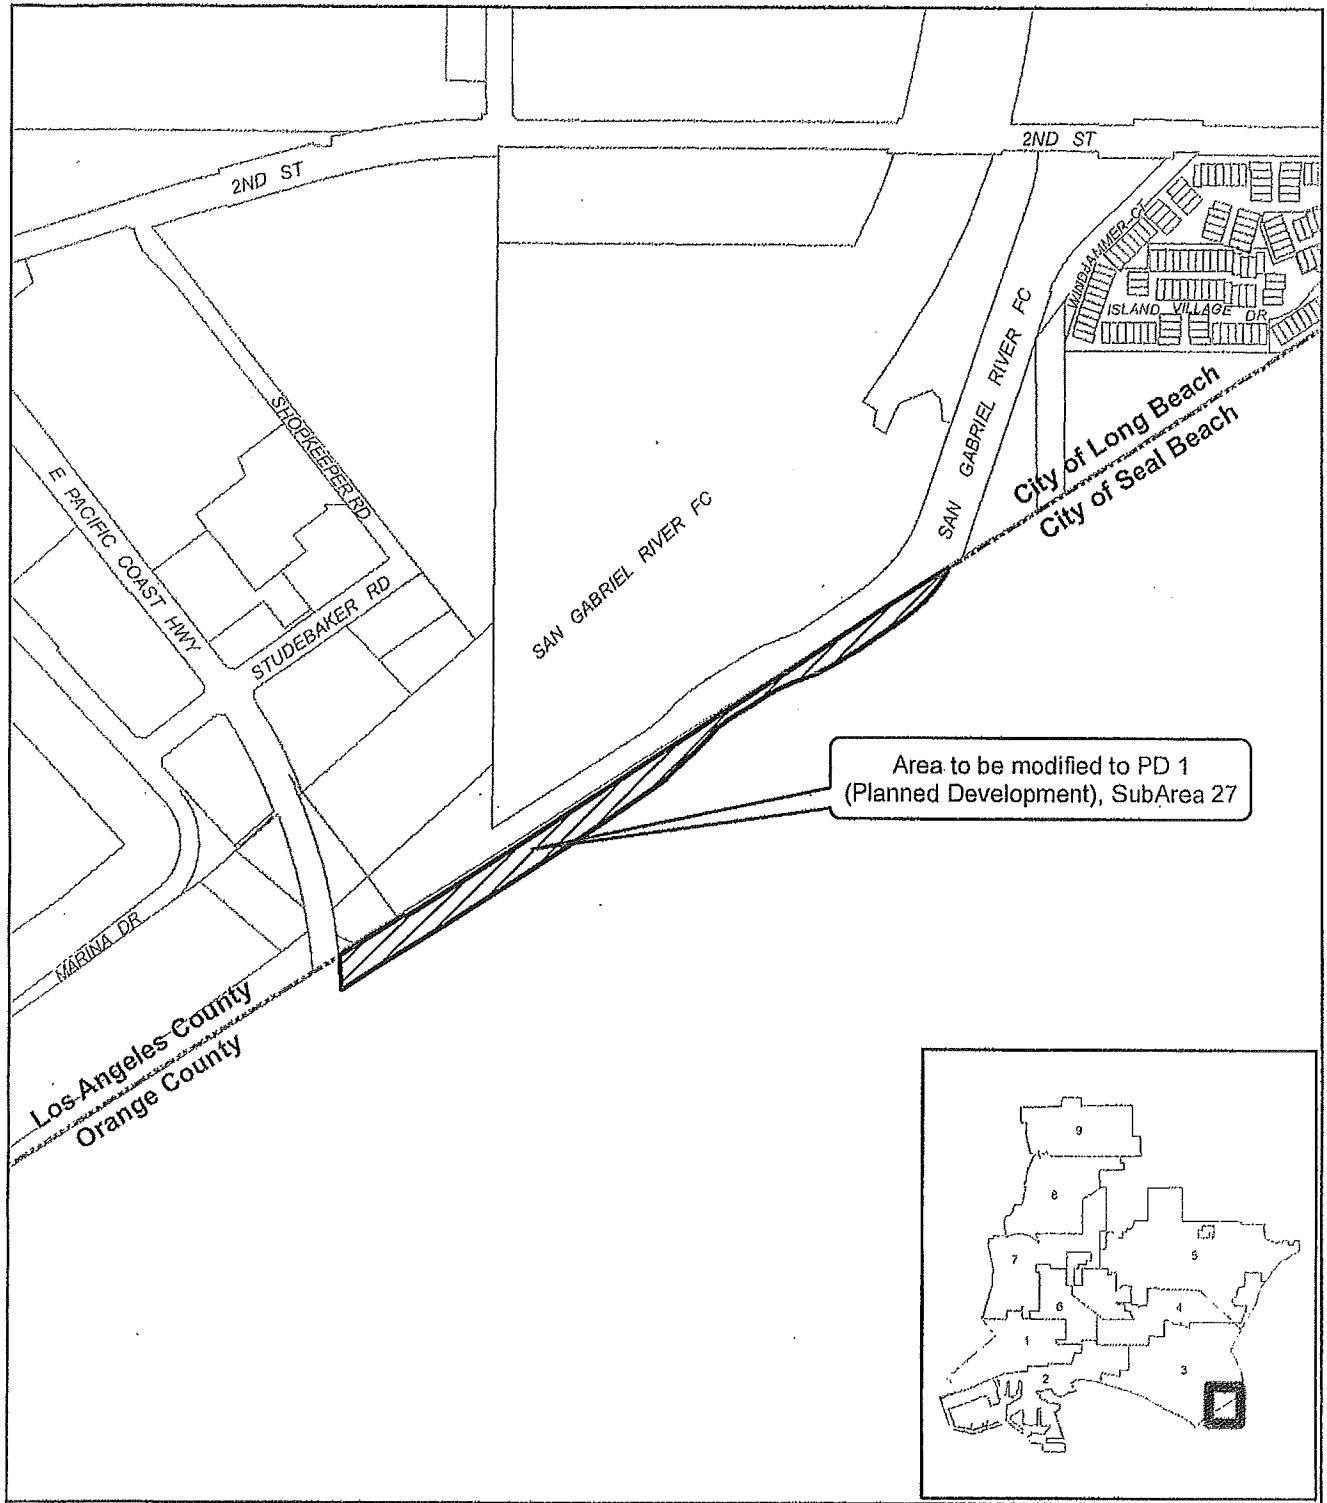 2ND ST
2ND ST
WINDJAMMER CT
ISLAND VILLAGE DR
SAN GABRIEL RIVER FC
SHOPKEEPER RD
E PACIFIC COAST HWY
City of Long Beach
City of Seal Beach
SAN GABRIEL RIVER FC
STUDEBAKER RD
Area to be modified to PD 1
(Planned Development), SubArea 27
MARINA DR
Los Angeles County
Orange County
9
8
7
5
6
4
1
3
2